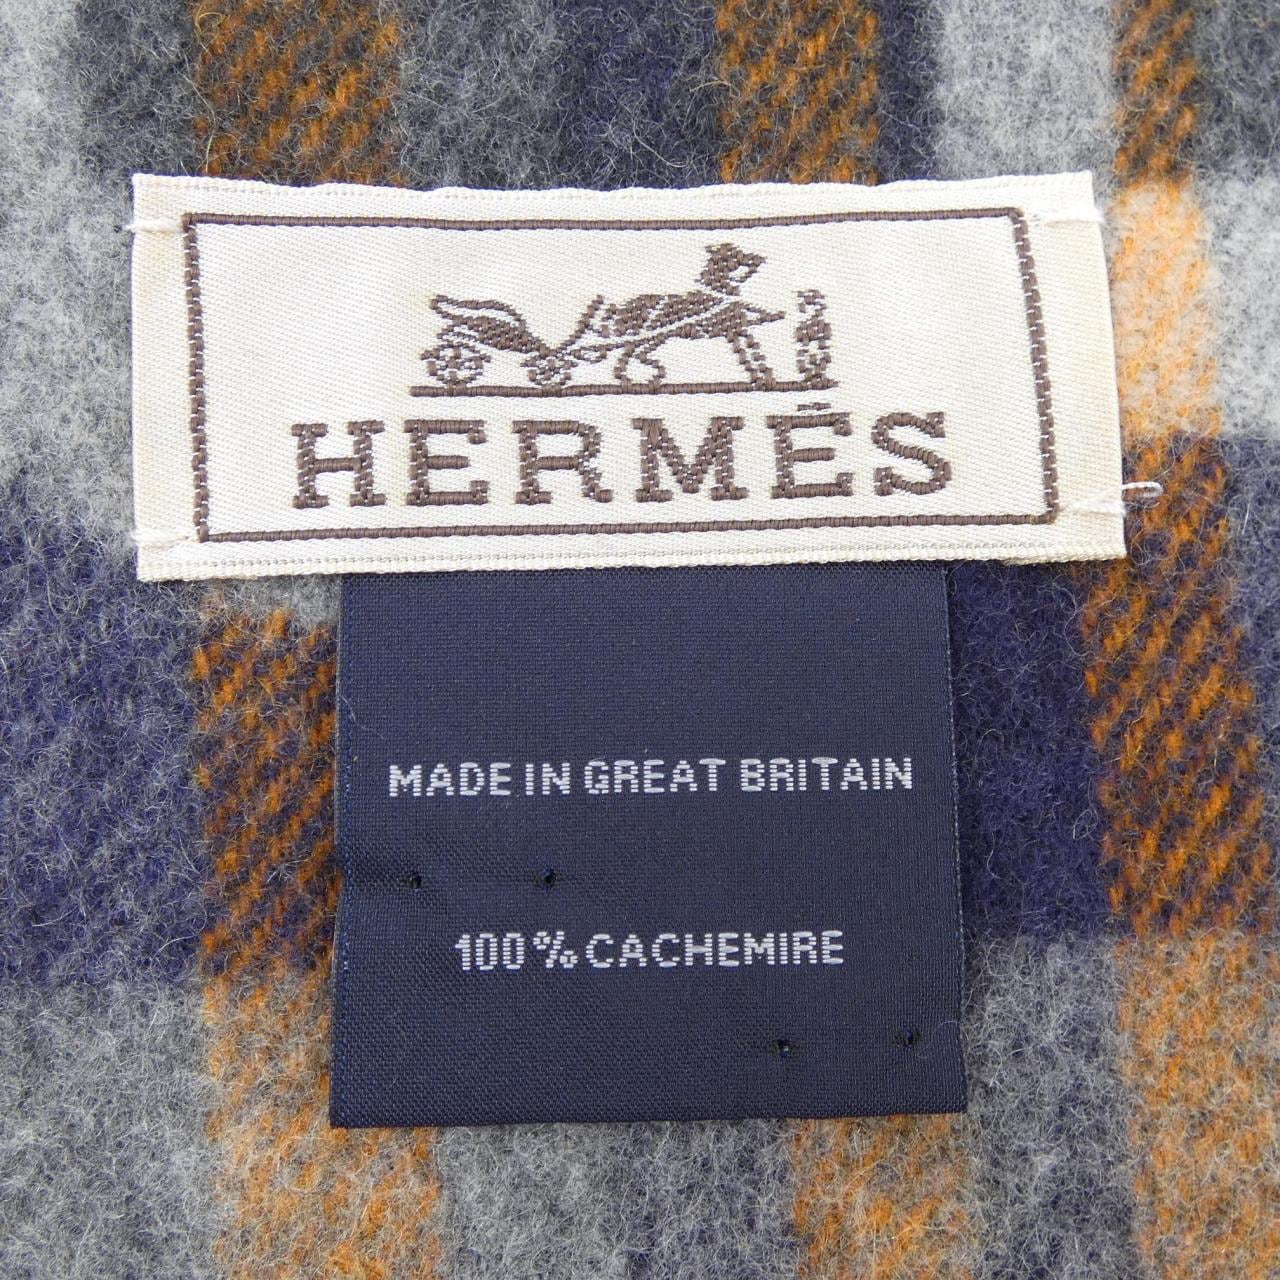 HERMÈS
MADE IN GREAT BRITAIN
100% CACHEMIRE